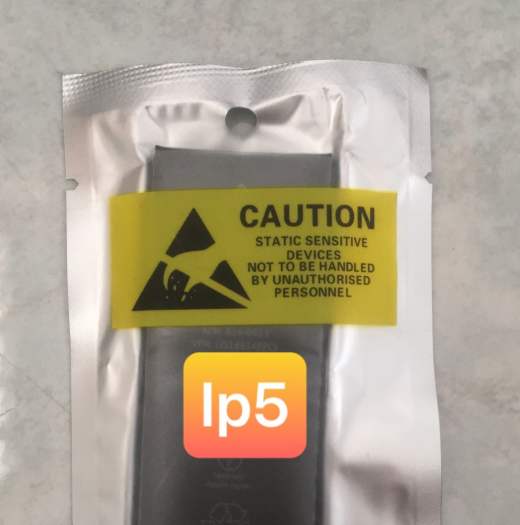 CAUTION
STATIC SENSITIVE
DEVICES
NOT TO BE HANDLED
BY UNAUTHORISED
PERSONNEL
Ip5